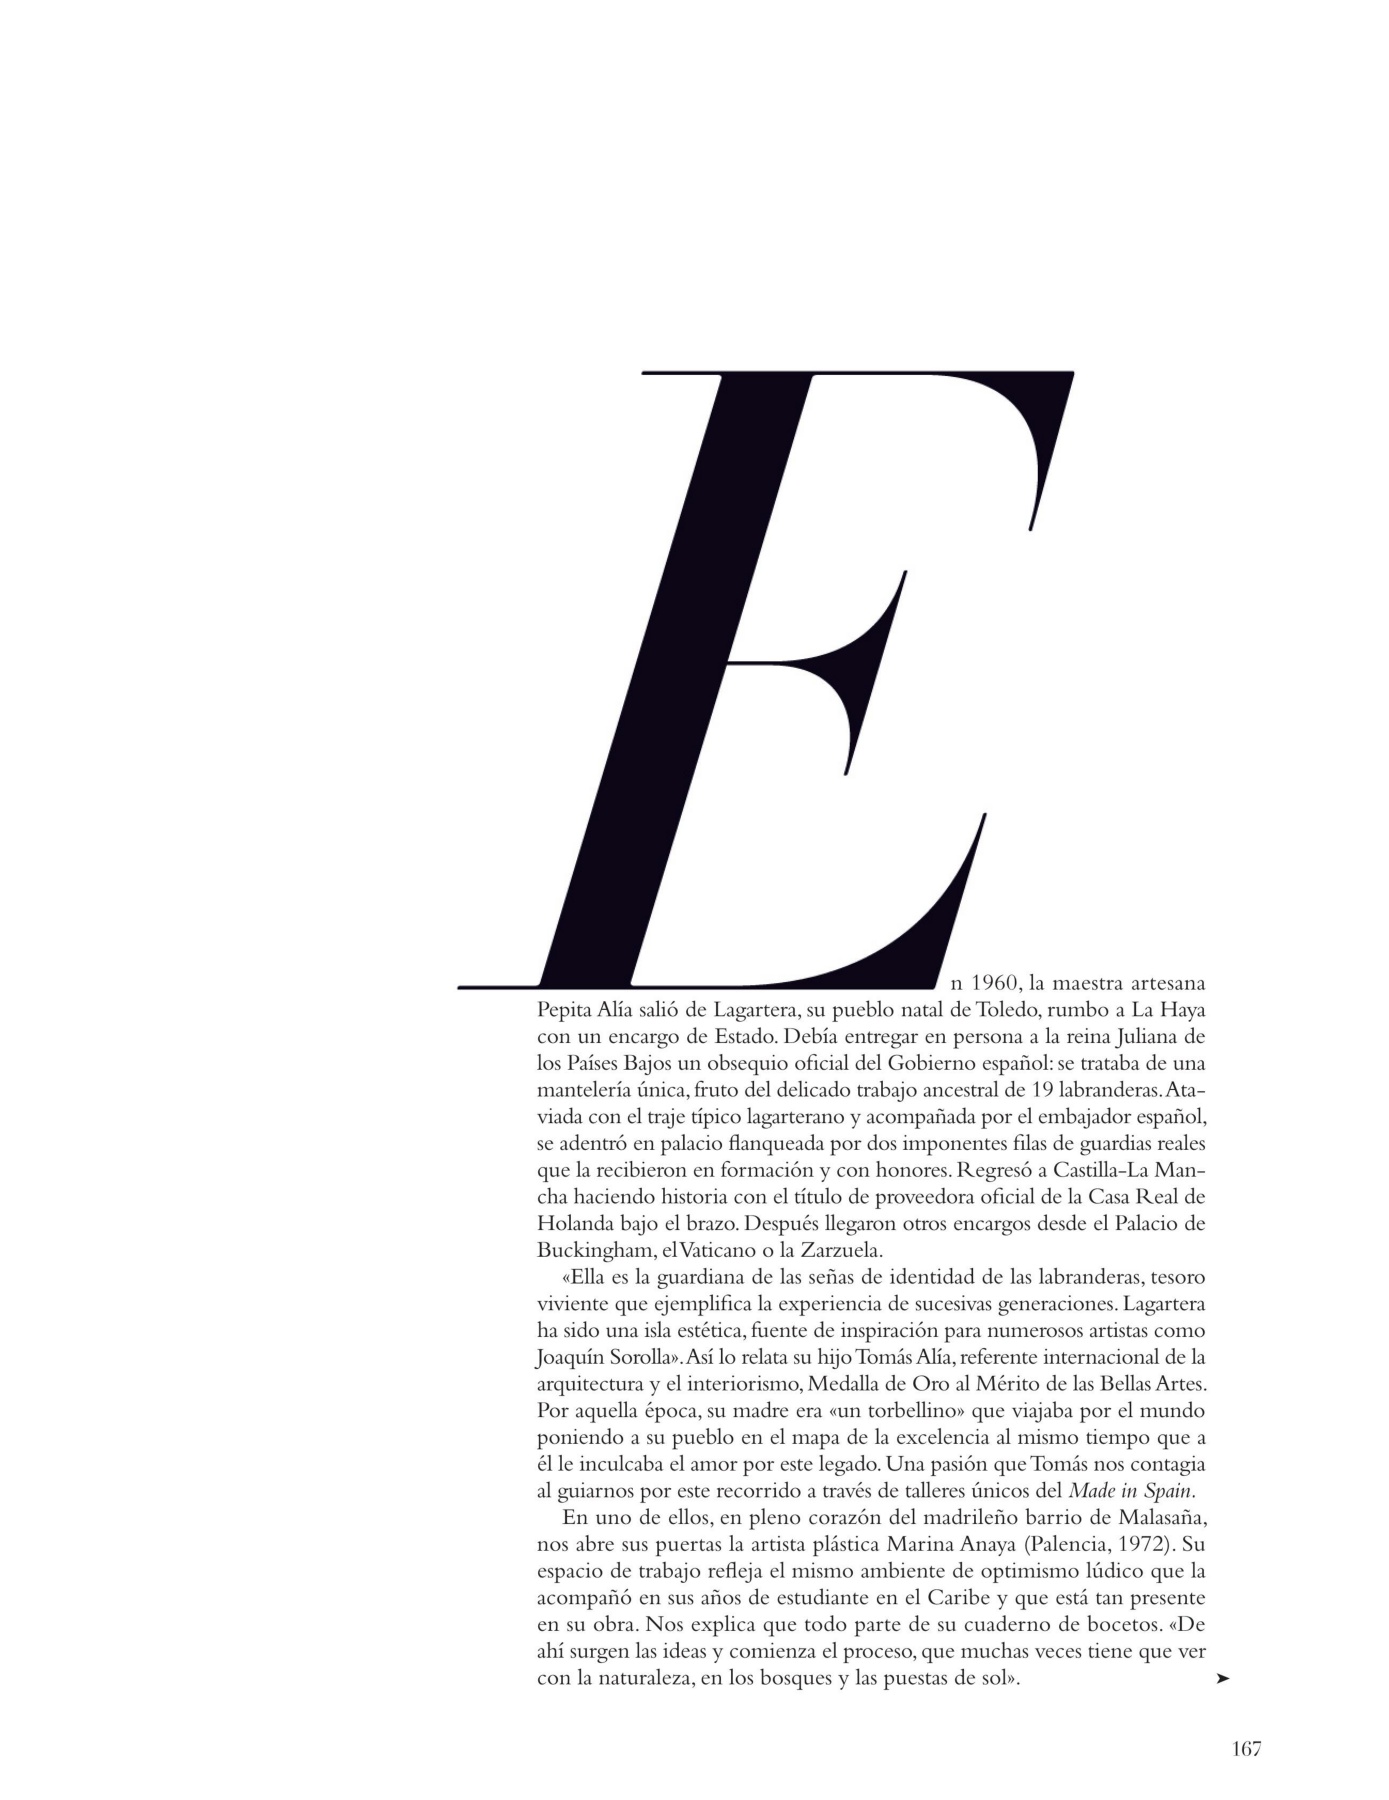 En 1960, la maestra artesana
Pepita Alía salió de Lagartera, su pueblo natal de Toledo, rumbo a La Haya
con un encargo de Estado. Debía entregar en persona a la reina Juliana de
los Países Bajos un obsequio oficial del Gobierno español: se trataba de una
mantelería única, fruto del delicado trabajo ancestral de 19 labranderas. Ata-
viada con el traje típico lagarterano y acompañada por el embajador español,
se adentró en palacio flanqueada por dos imponentes filas de guardias reales
que la recibieron en formación y con honores. Regresó a Castilla-La Man-
cha haciendo historia con el título de proveedora oficial de la Casa Real de
Holanda bajo el brazo. Después llegaron otros encargos desde el Palacio de
Buckingham, el Vaticano o la Zarzuela.
«Ella es la guardiana de las señas de identidad de las labranderas, tesoro
viviente que ejemplifica la experiencia de sucesivas generaciones. Lagartera
ha sido una isla estética, fuente de inspiración para numerosos artistas como
Joaquín Sorolla». Así lo relata su hijo Tomás Alía, referente internacional de la
arquitectura y el interiorismo, Medalla de Oro al Mérito de las Bellas Artes.
Por aquella época, su madre era «un torbellino» que viajaba por el mundo
poniendo a su pueblo en el mapa de la excelencia al mismo tiempo que a
él le inculcaba el amor por este legado. Una pasión que Tomás nos contagia
al guiarnos por este recorrido a través de talleres únicos del Made in Spain.
En uno de ellos, en pleno corazón del madrileño barrio de Malasaña,
nos abre sus puertas la artista plástica Marina Anaya (Palencia, 1972). Su
espacio de trabajo refleja el mismo ambiente de optimismo lúdico que la
acompañó en sus años de estudiante en el Caribe y que está tan presente
en su obra. Nos explica que todo parte de su cuaderno de bocetos. «De
ahí surgen las ideas y comienza el proceso, que muchas veces tiene que ver
con la naturaleza, en los bosques y las puestas de sol». ➤
167